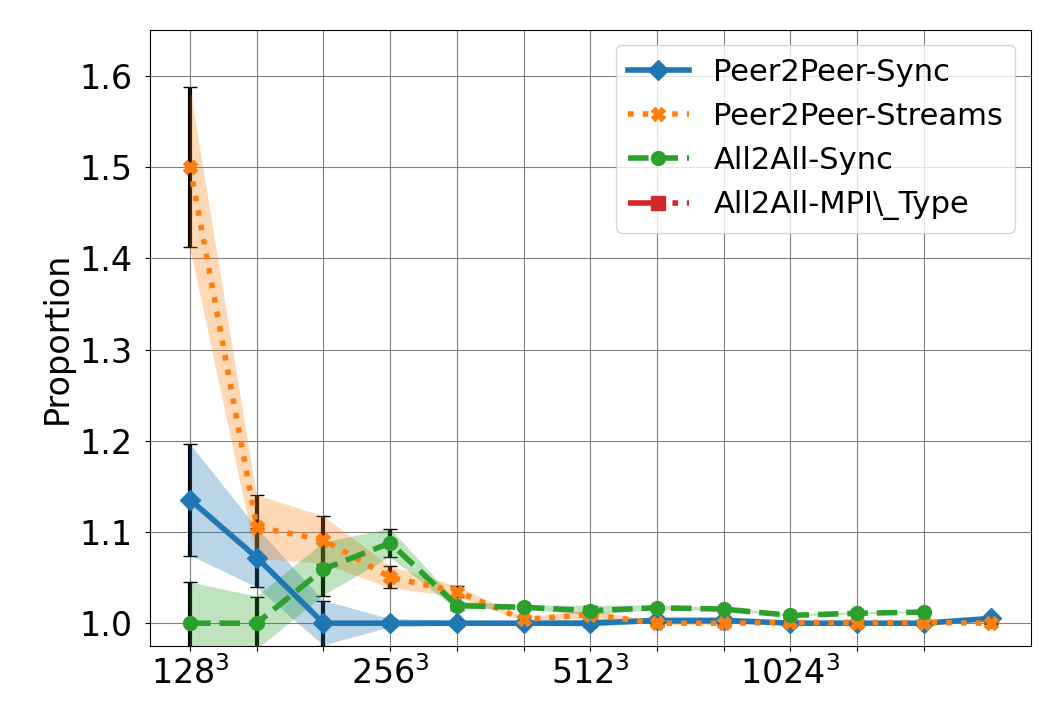 Peer2Peer-Sync
Peer2Peer-Streams
All2All-Sync
All2All-MPI\_Type
Proportion
1.6
1.5
1.4
1.3
1.2
1.1
1.0
128³ 256³ 512³ 1024³